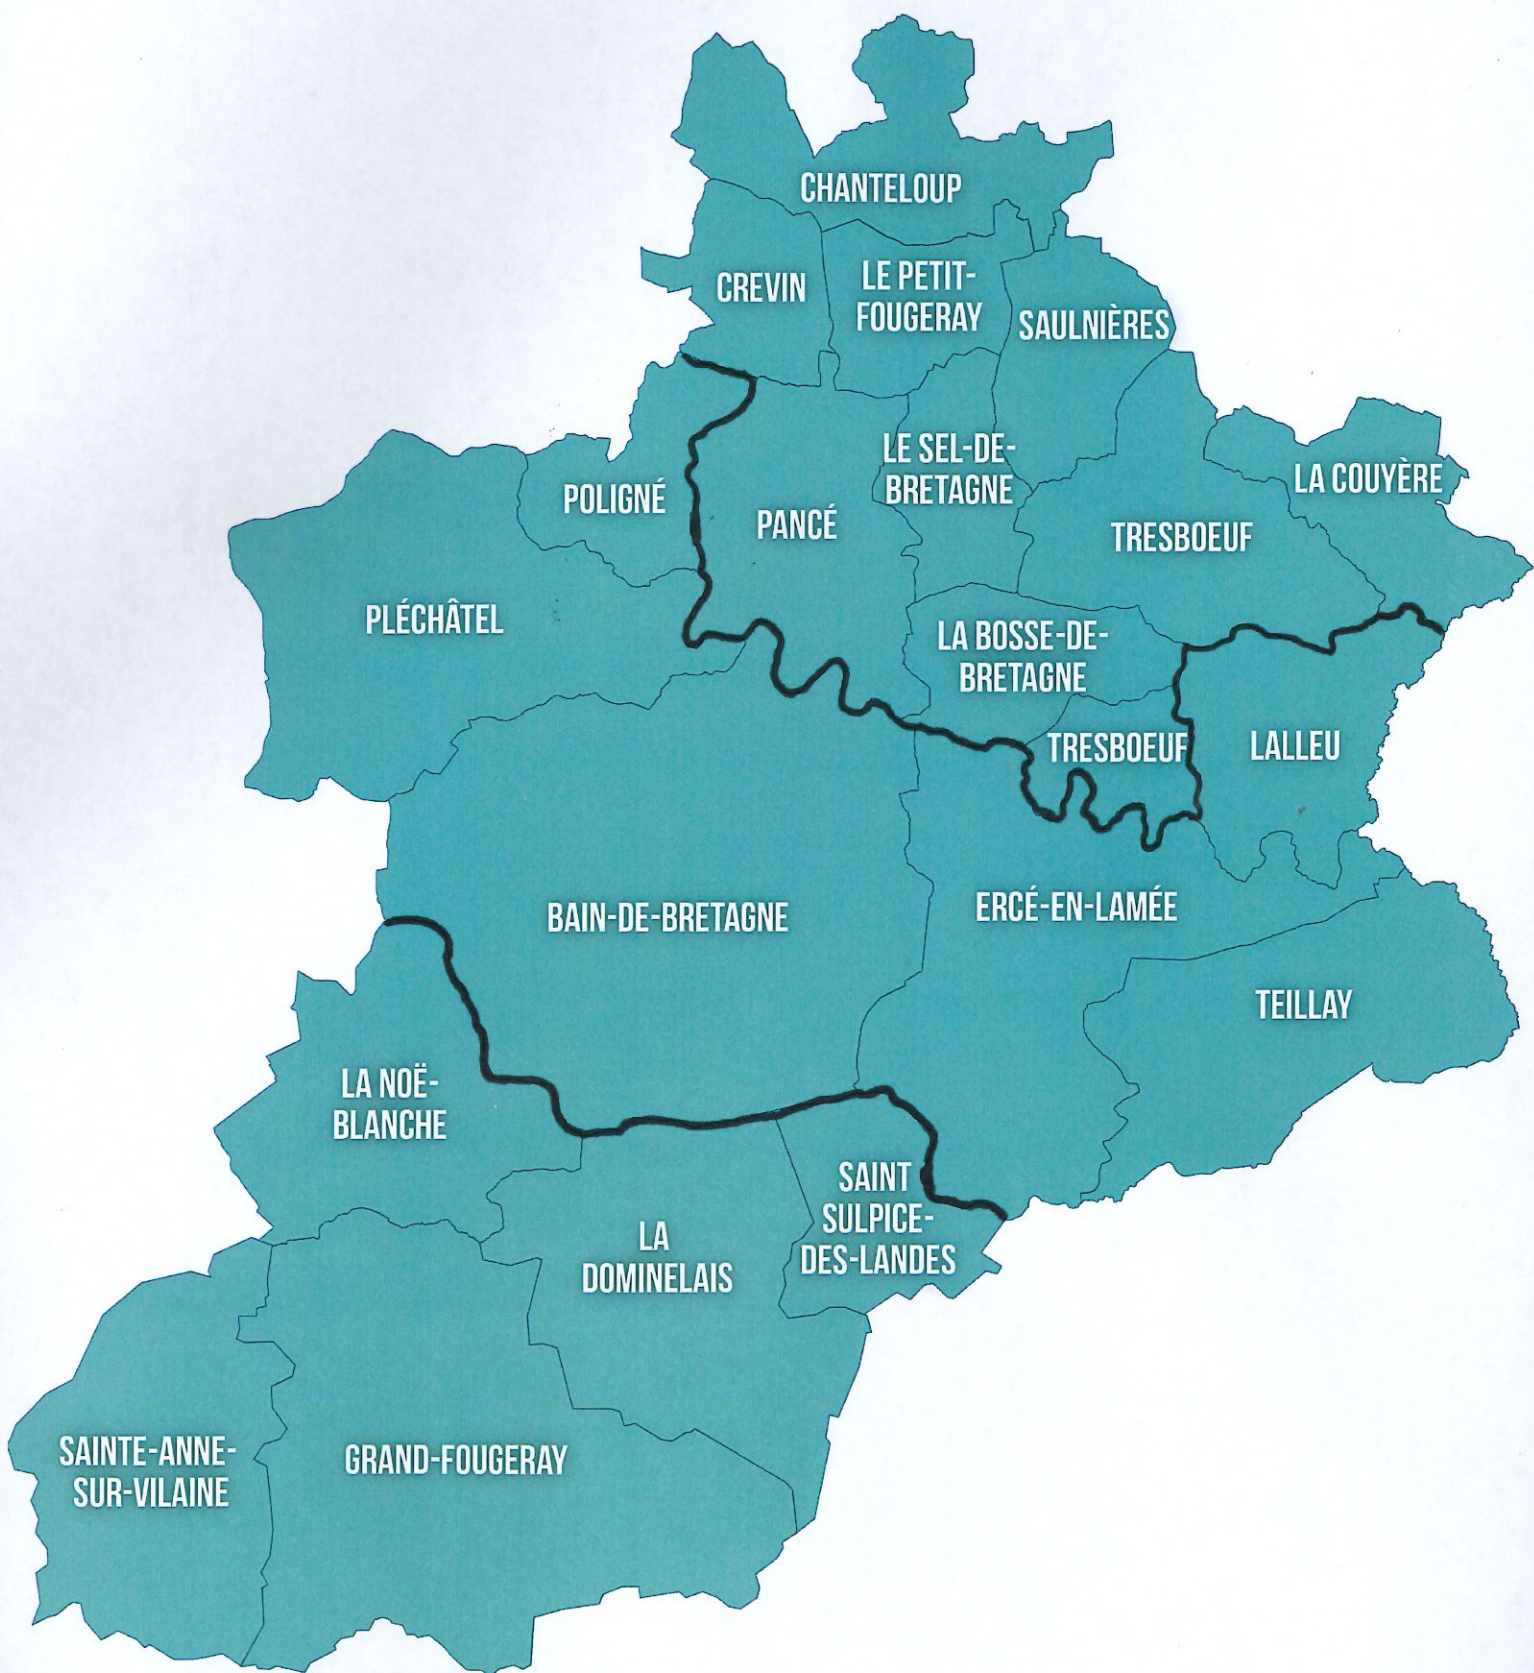 CHANTELOUP
CREVIN
LE PETIT-
FOUGERAY
SAULNIÈRES
LE SEL-DE-
BRETAGNE
LA COUYÈRE
POLIGNÉ
PANCÉ
TRESBOEUF
PLÉCHÂTEL
LA BOSSE-DE-
BRETAGNE
TRESBOEUF
LALLEU
BAIN-DE-BRETAGNE
ERCÉ-EN-LAMÉE
TEILLAY
LA NOË-
BLANCHE
SAINT
SULPICE-
DES-LANDES
LA
DOMINELAIS
SAINTE-ANNE-
SUR-VILAINE
GRAND-FOUGERAY